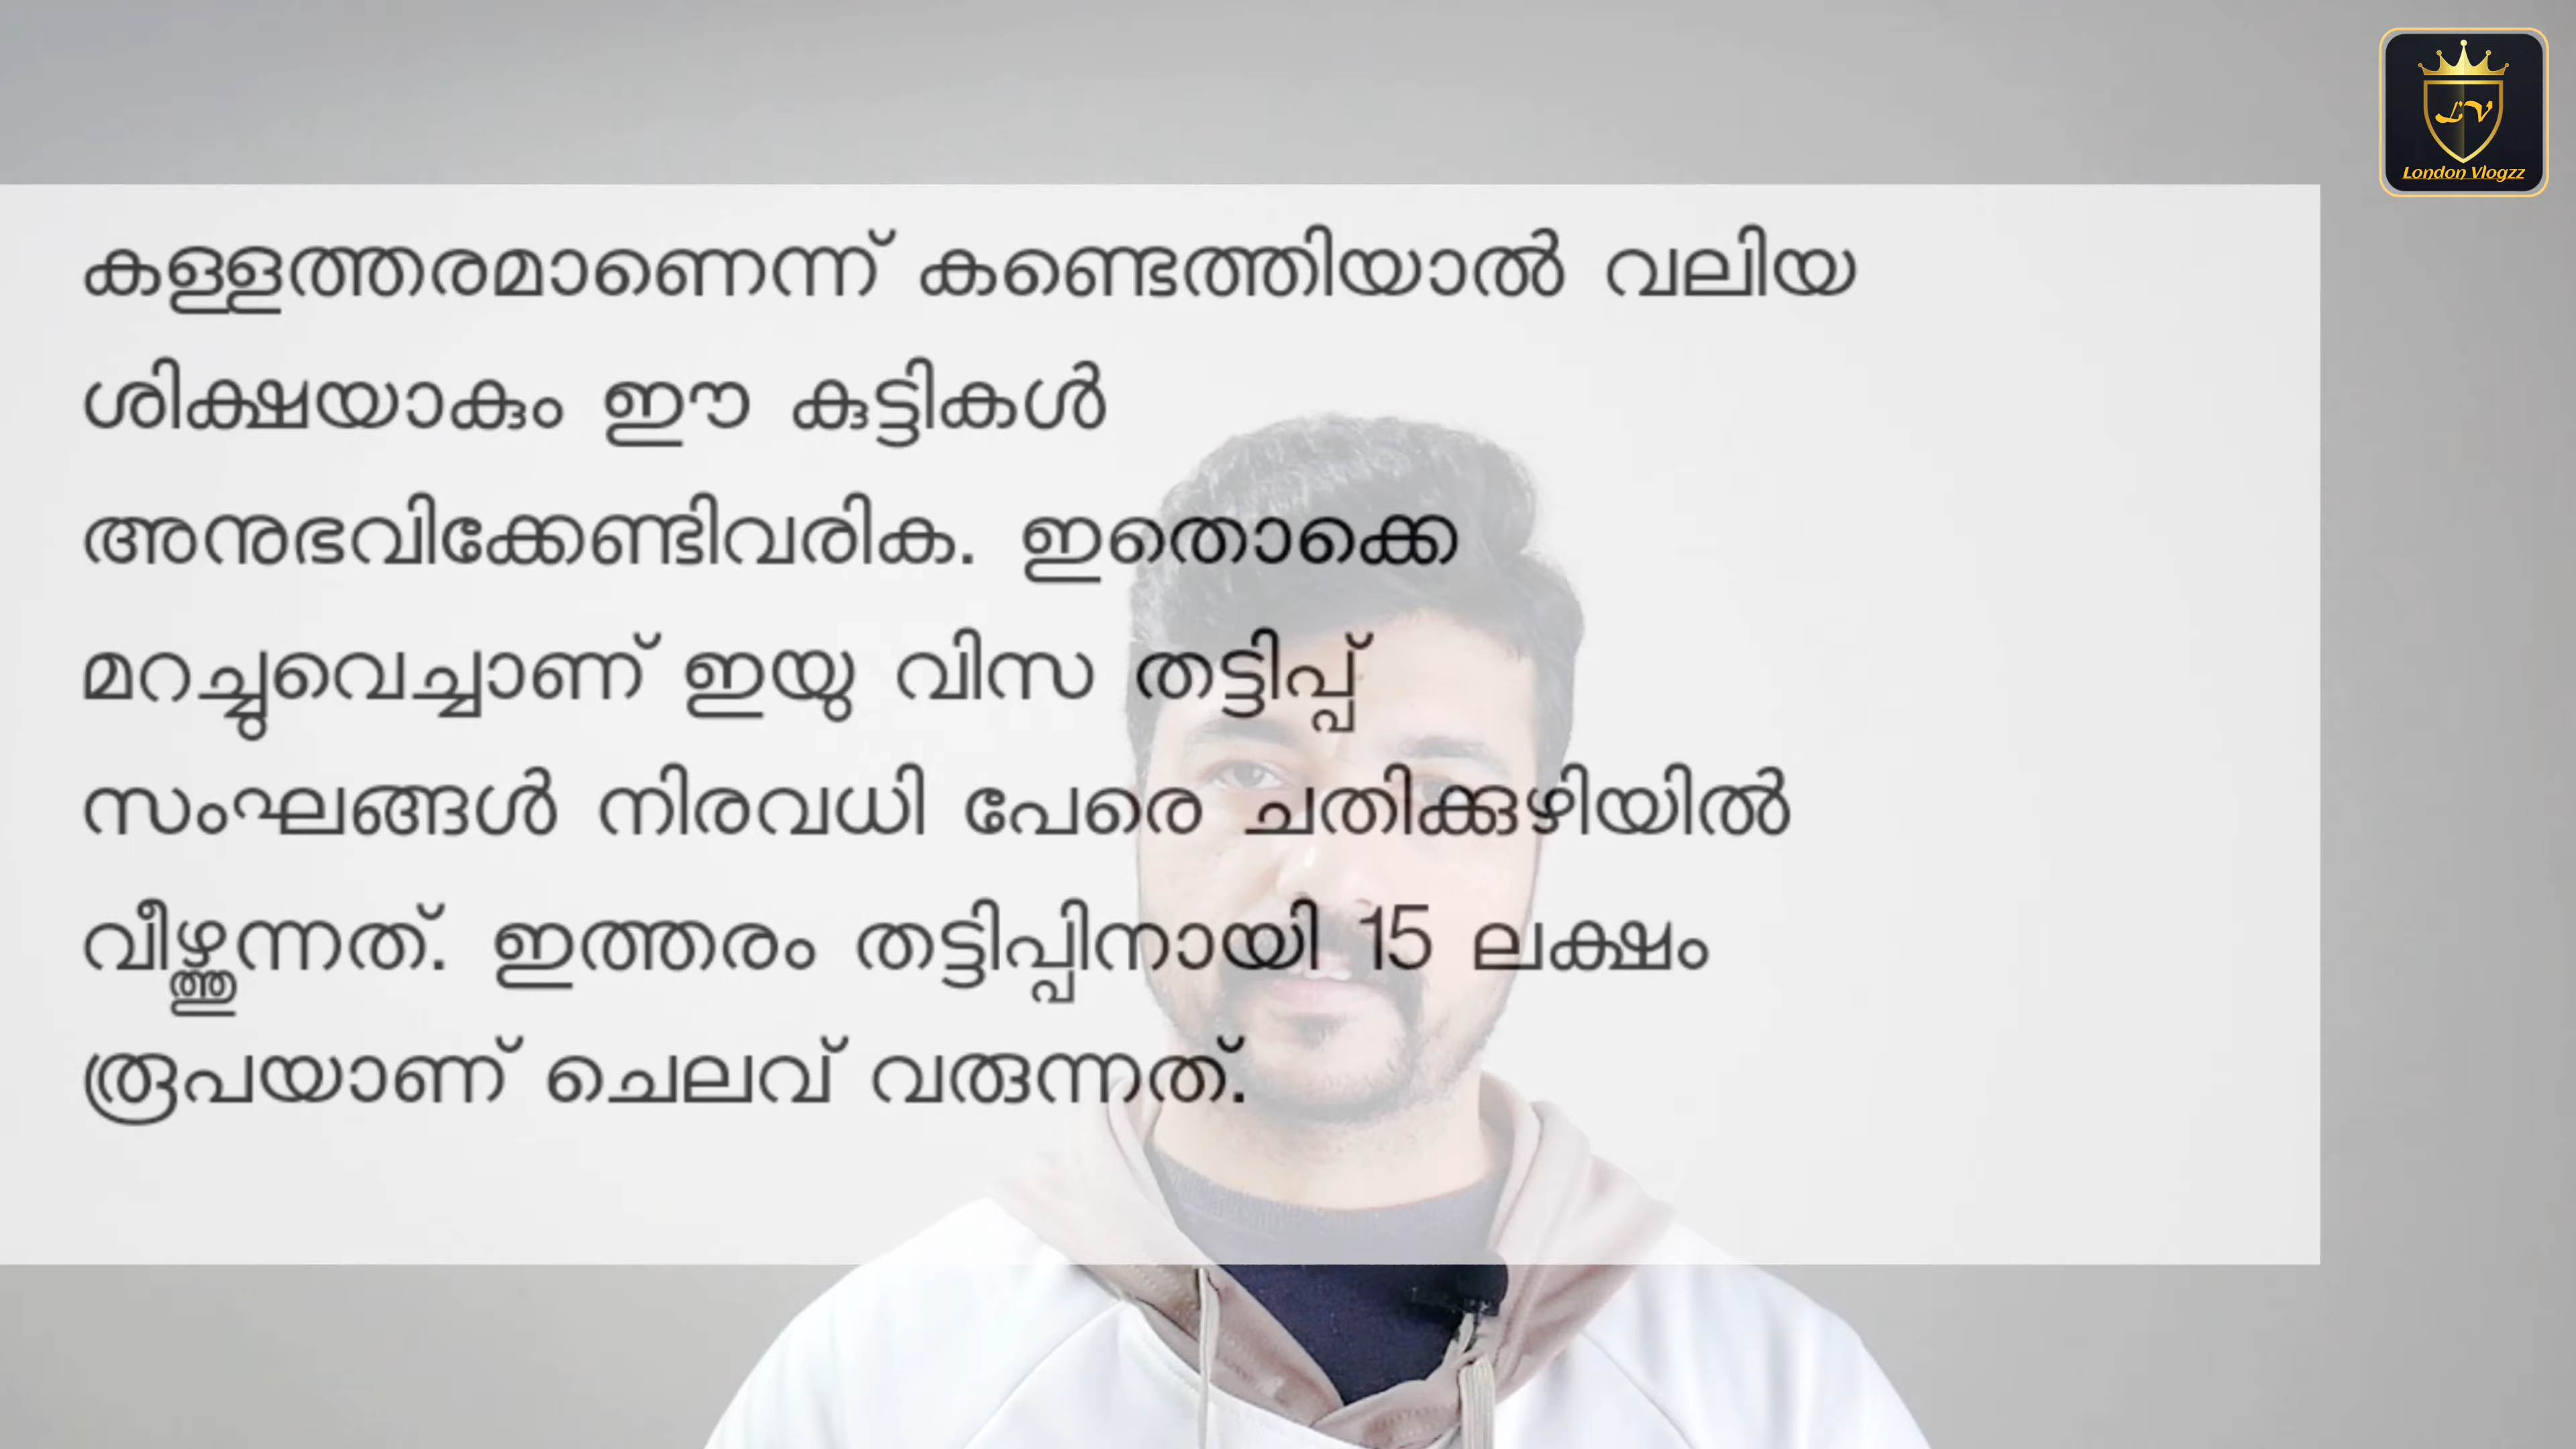 കള്ളത്തരമാണെന്ന് കണ്ടെത്തിയാൽ വലിയ
ശിക്ഷയാകും ഈ കുട്ടികൾ
അനുഭവിക്കേണ്ടിവരിക. ഇതൊക്കെ
മറച്ചുവെച്ചാണ് ഇയു വിസ തട്ടിപ്പ്
സംഘങ്ങൾ നിരവധി പേരെ ചതിക്കുഴിയിൽ
വീഴ്ത്തുന്നത്. ഇത്തരം തട്ടിപ്പിനായി 15 ലക്ഷം
രൂപയാണ് ചെലവ് വരുന്നത്.
LV
London Vlogzz